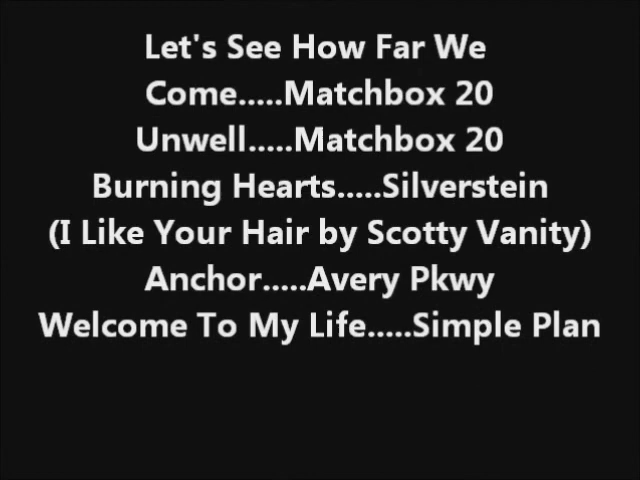 Let's See How Far We
Come.....Matchbox 20
Unwell.....Matchbox 20
Burning Hearts.....Silverstein
(I Like Your Hair by Scotty Vanity)
Anchor.....Avery Pkwy
Welcome To My Life.....Simple Plan